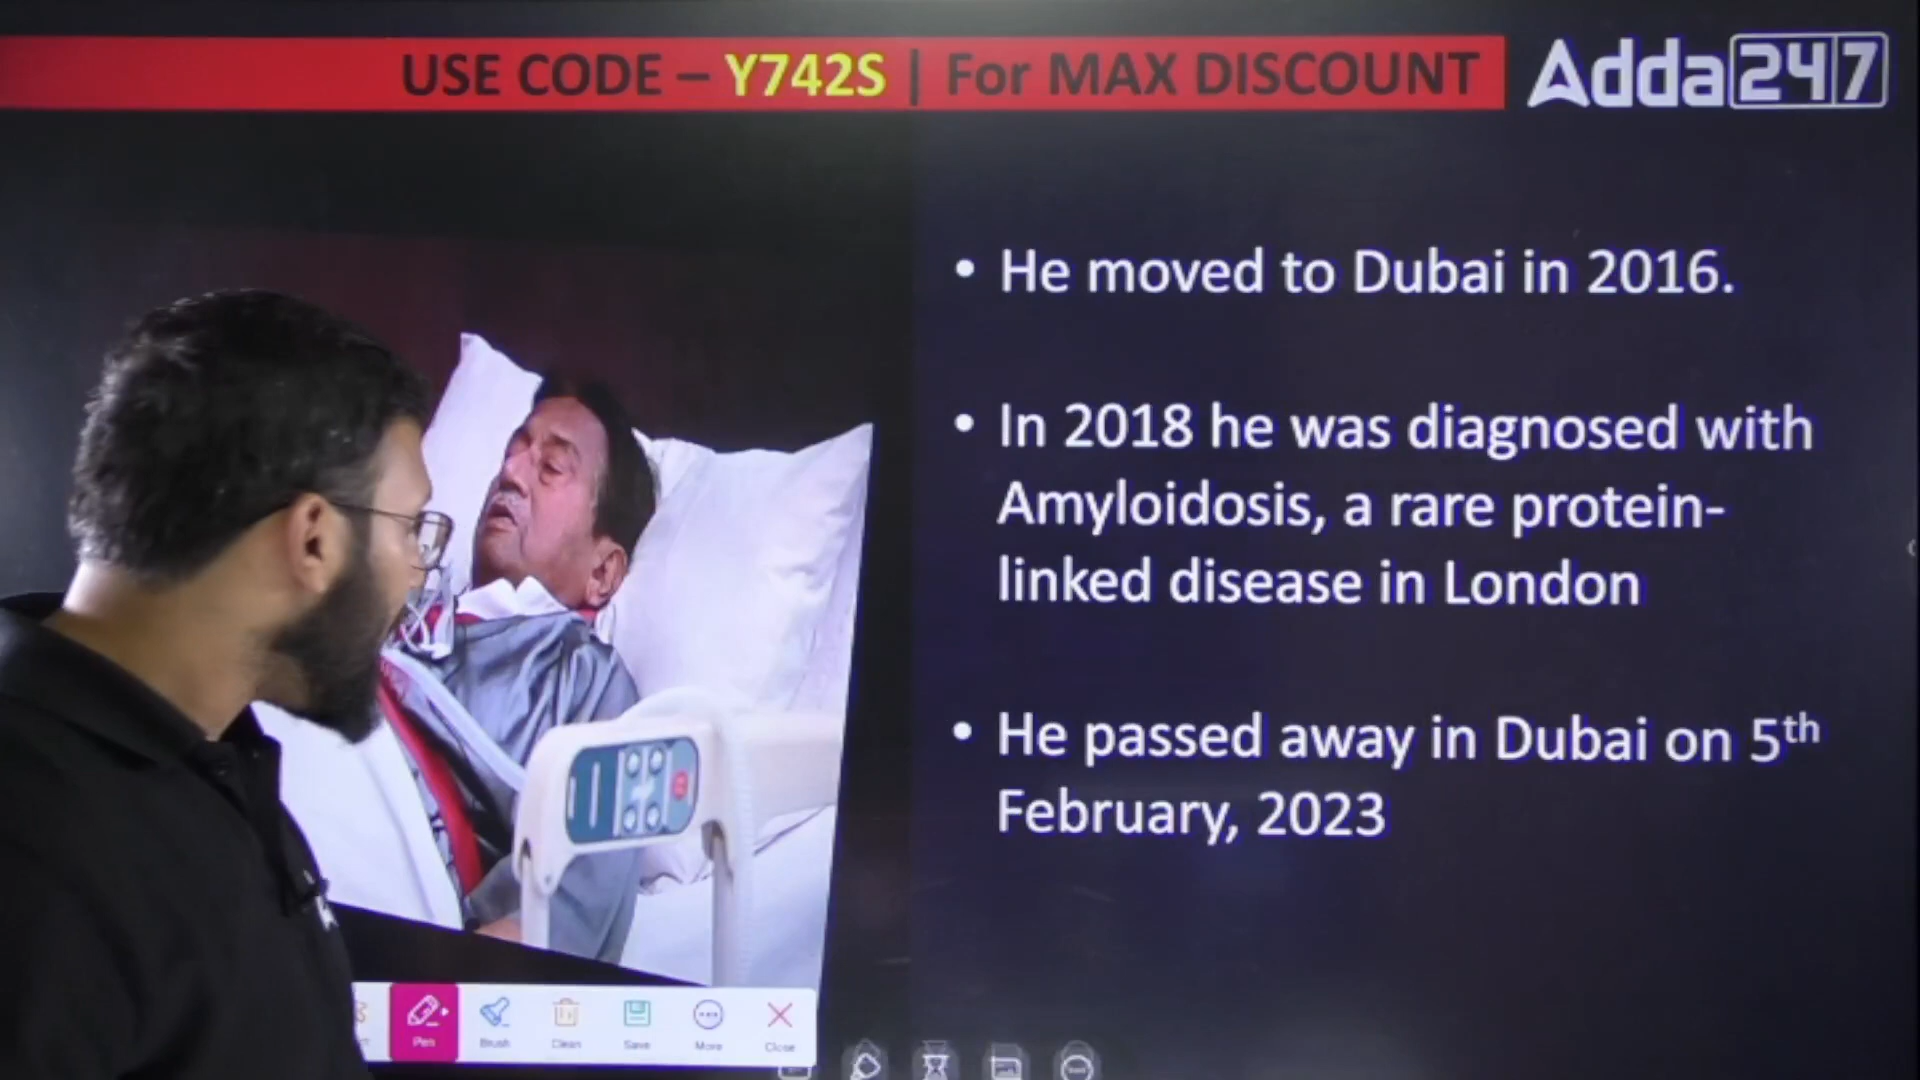 USE CODE – Y742S | For MAX DISCOUNT
Adda247
• He moved to Dubai in 2016.
• In 2018 he was diagnosed with
Amyloidosis, a rare protein-
linked disease in London
• He passed away in Dubai on 5th
February, 2023
Pen
Brush
Clean
Save
More
Close